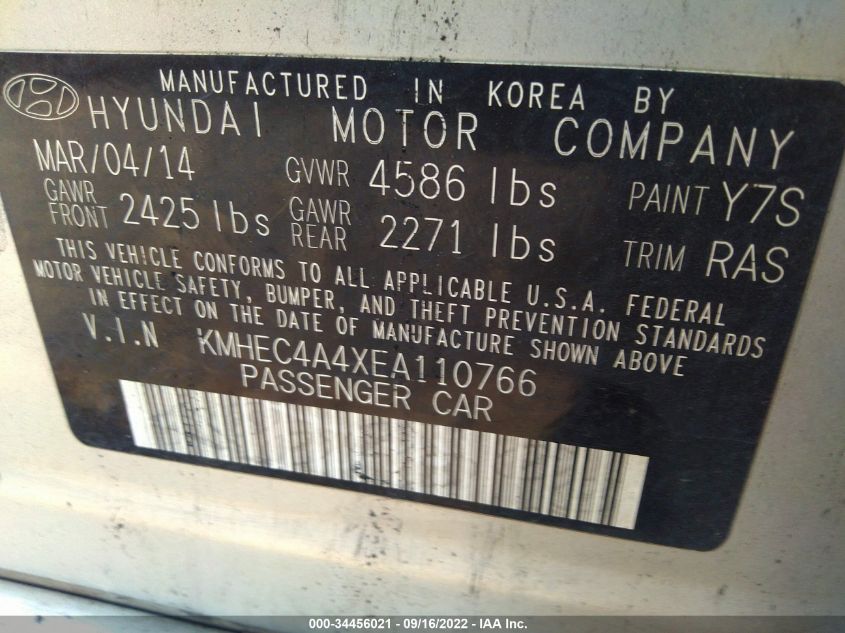 MANUFACTURED IN KOREA BY
HYUNDAI MOTOR COMPANY
MAR/04/14 GVWR 4586 lbs PAINT Y7S
GAWR FRONT 2425 lbs GAWR REAR 2271 lbs TRIM RAS
THIS VEHICLE CONFORMS TO ALL APPLICABLE U.S.A. FEDERAL
MOTOR VEHICLE SAFETY, BUMPER, AND THEFT PREVENTION STANDARDS
IN EFFECT ON THE DATE OF MANUFACTURE SHOWN ABOVE
V.I.N KMHEC4A4XEA110766
PASSENGER CAR
000-34456021 - 09/16/2022 - IAA Inc.